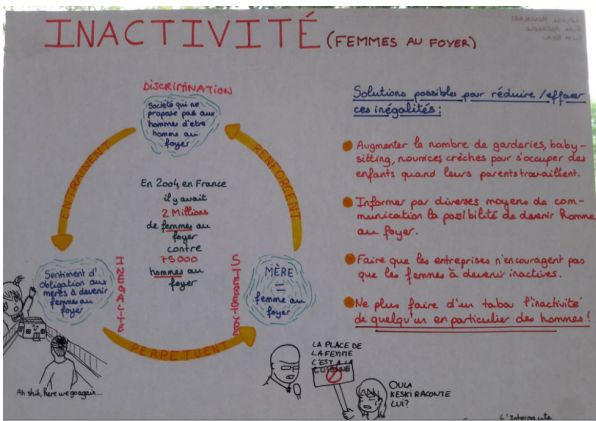 INACTIVITÉ (FEMMES AU FOYER)
DISCRIMINATION
Société qui ne
propose pas aux
hommes d'être
homme au
foyer
ENTRAINENT
RENFORCENT
En 2004 en France
il y avait
2 Millions
de femmes au
foyer
contre
75000
hommes au
foyer
INEGALITÉ
Sentiment d'
obligation aux
mères à devenir
femmes au
foyer
MÈRE
=
femme au
foyer
PERPETUENT
Ah shit, here we go again...
Solutions possibles pour réduire/effacer
ces inégalités:
Augmenter le nombre de garderies, baby-
sitting, nounices crèches pour s'occuper des
enfants quand leurs parents travaillent.
Informer par diverses moyens de com-
munication la possibilité de devenir homme
au foyer.
Faire que les entreprises n'encouragent pas
que les femmes à devenir inactives.
Ne plus faire d'un tabou l'inactivité
de quelqu'un en particulier des hommes!
LA PLACE DE
LA FEMME
C'EST A LA
CUISINE
OULA
KESKI RACONTE
LUI?